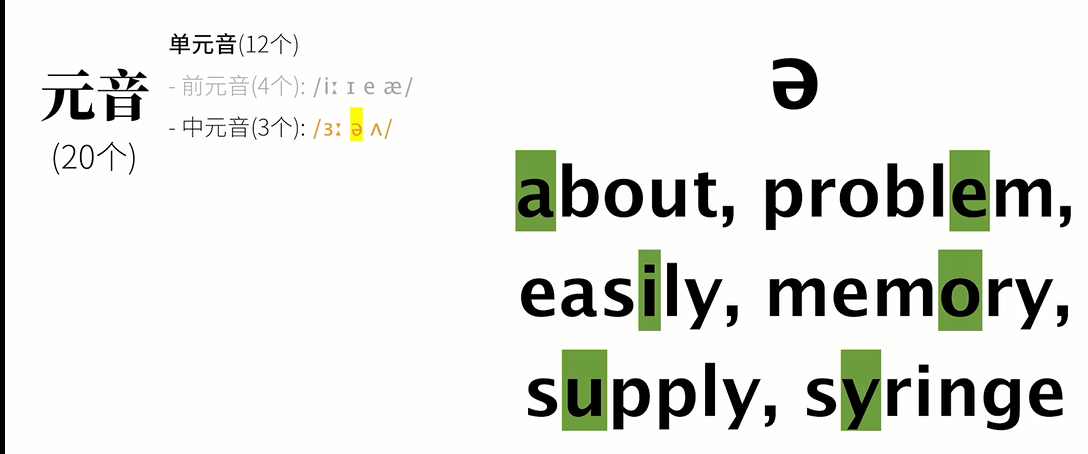 元音
(20个)
单元音(12个)
- 前元音(4个): /iː ɪ e æ/
- 中元音(3个): /ɜː ə ʌ/
ə
about, problem,
easily, memory,
supply, syringe